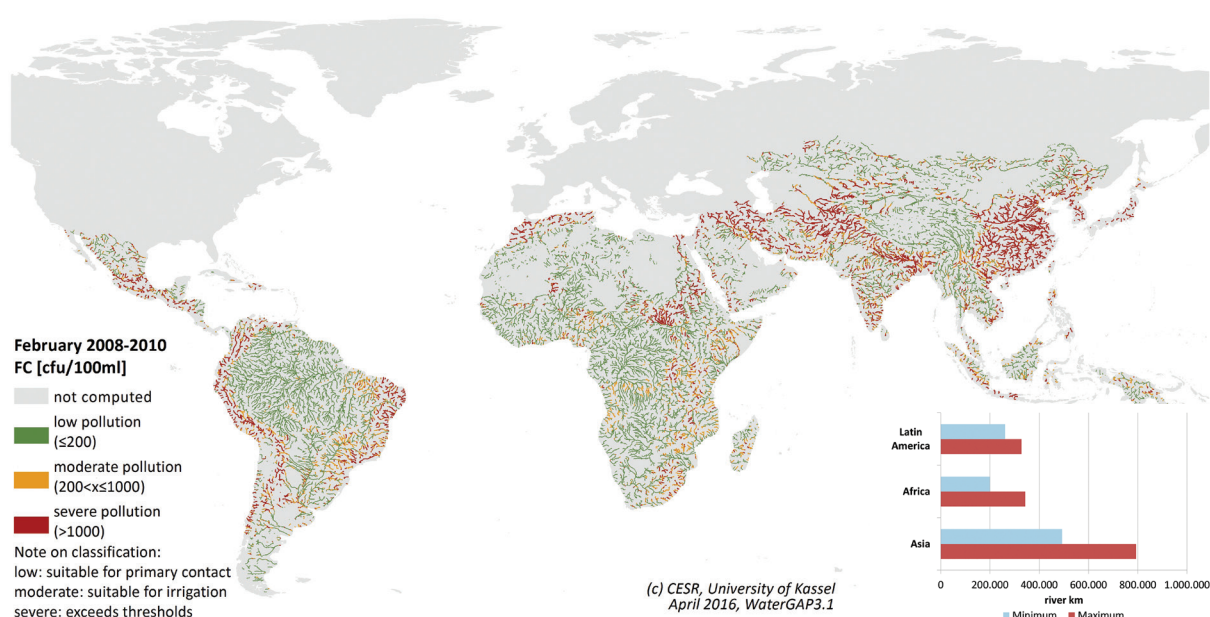 February 2008-2010
FC [cfu/100ml]
not computed
low pollution
(≤200)
moderate pollution
(200<x≤1000)
severe pollution
(>1000)
Note on classification:
low: suitable for primary contact
moderate: suitable for irrigation
severe: exceeds thresholds
(c) CESR, University of Kassel
April 2016, WaterGAP3.1
Latin
America
Africa
Asia
0 200.000 400.000 600.000 800.000 1.000.000
river km
Minimum Maximum